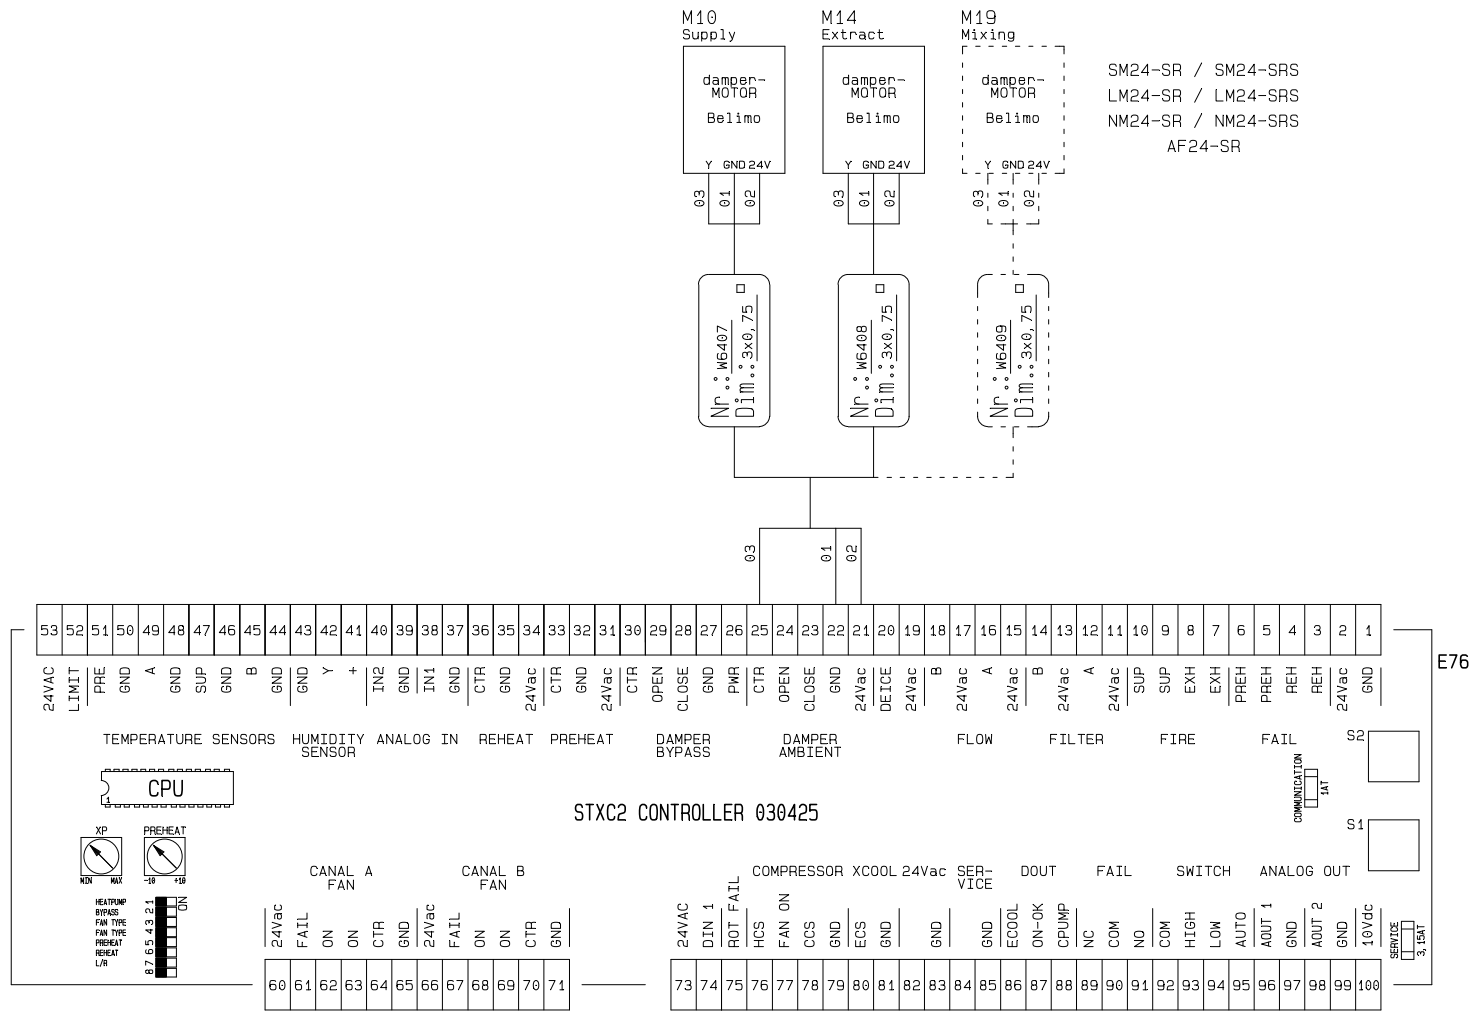 M10 M14 M19
Supply Extract Mixing
damper- damper- damper-
MOTOR MOTOR MOTOR
Belimo Belimo Belimo
Y GND 24V Y GND 24V Y GND 24V
SM24-SR / SM24-SRS
LM24-SR / LM24-SRS
NM24-SR / NM24-SRS
AF24-SR
03 01 02 03 01 02 03 01 02
Nr.: W6407
Dim.: 3x0,75
Nr.: W6408
Dim.: 3x0,75
Nr.: W6409
Dim.: 3x0,75
03 01 02
53 52 51 50 49 48 47 46 45 44 43 42 41 40 39 38 37 36 35 34 33 32 31 30 29 28 27 26 25 24 23 22 21 20 19 18 17 16 15 14 13 12 11 10 9 8 7 6 5 4 3 2 1
E76
24VAC LIMIT PRE GND A GND SUP GND B GND GND Y + IN2 GND IN1 GND CTR GND 24Vac CTR GND 24Vac CTR OPEN CLOSE GND PWR CTR OPEN CLOSE GND 24Vac DEICE 24Vac B 24Vac A 24Vac B 24Vac A 24Vac SUP SUP EXH EXH PREH PREH REH REH 24Vac GND
TEMPERATURE SENSORS HUMIDITY ANALOG IN REHEAT PREHEAT DAMPER DAMPER FLOW FILTER FIRE FAIL
SENSOR BYPASS AMBIENT
S2
COMMUNICATION
1AT
CPU
1
STXC2 CONTROLLER 030425
S1
XP PREHEAT
MIN MAX -10 +10
HEATPUMP 1 ON
BYPASS 2
FAN TYPE 3
FAN TYPE 4
PREHEAT 5
REHEAT 6
L/R 7
8
CANAL A CANAL B
FAN FAN
COMPRESSOR XCOOL 24Vac SER- DOUT FAIL SWITCH ANALOG OUT
VICE
24Vac FAIL ON ON CTR GND 24Vac FAIL ON ON CTR GND
24VAC DIN 1 ROT FAIL HCS FAN ON CCS GND ECS GND GND GND ECOOL ON-OK CPUMP NC COM NO COM HIGH LOW AUTO AOUT 1 GND AOUT 2 GND 10Vdc
SERVICE
3,15AT
60 61 62 63 64 65 66 67 68 69 70 71
73 74 75 76 77 78 79 80 81 82 83 84 85 86 87 88 89 90 91 92 93 94 95 96 97 98 99 100